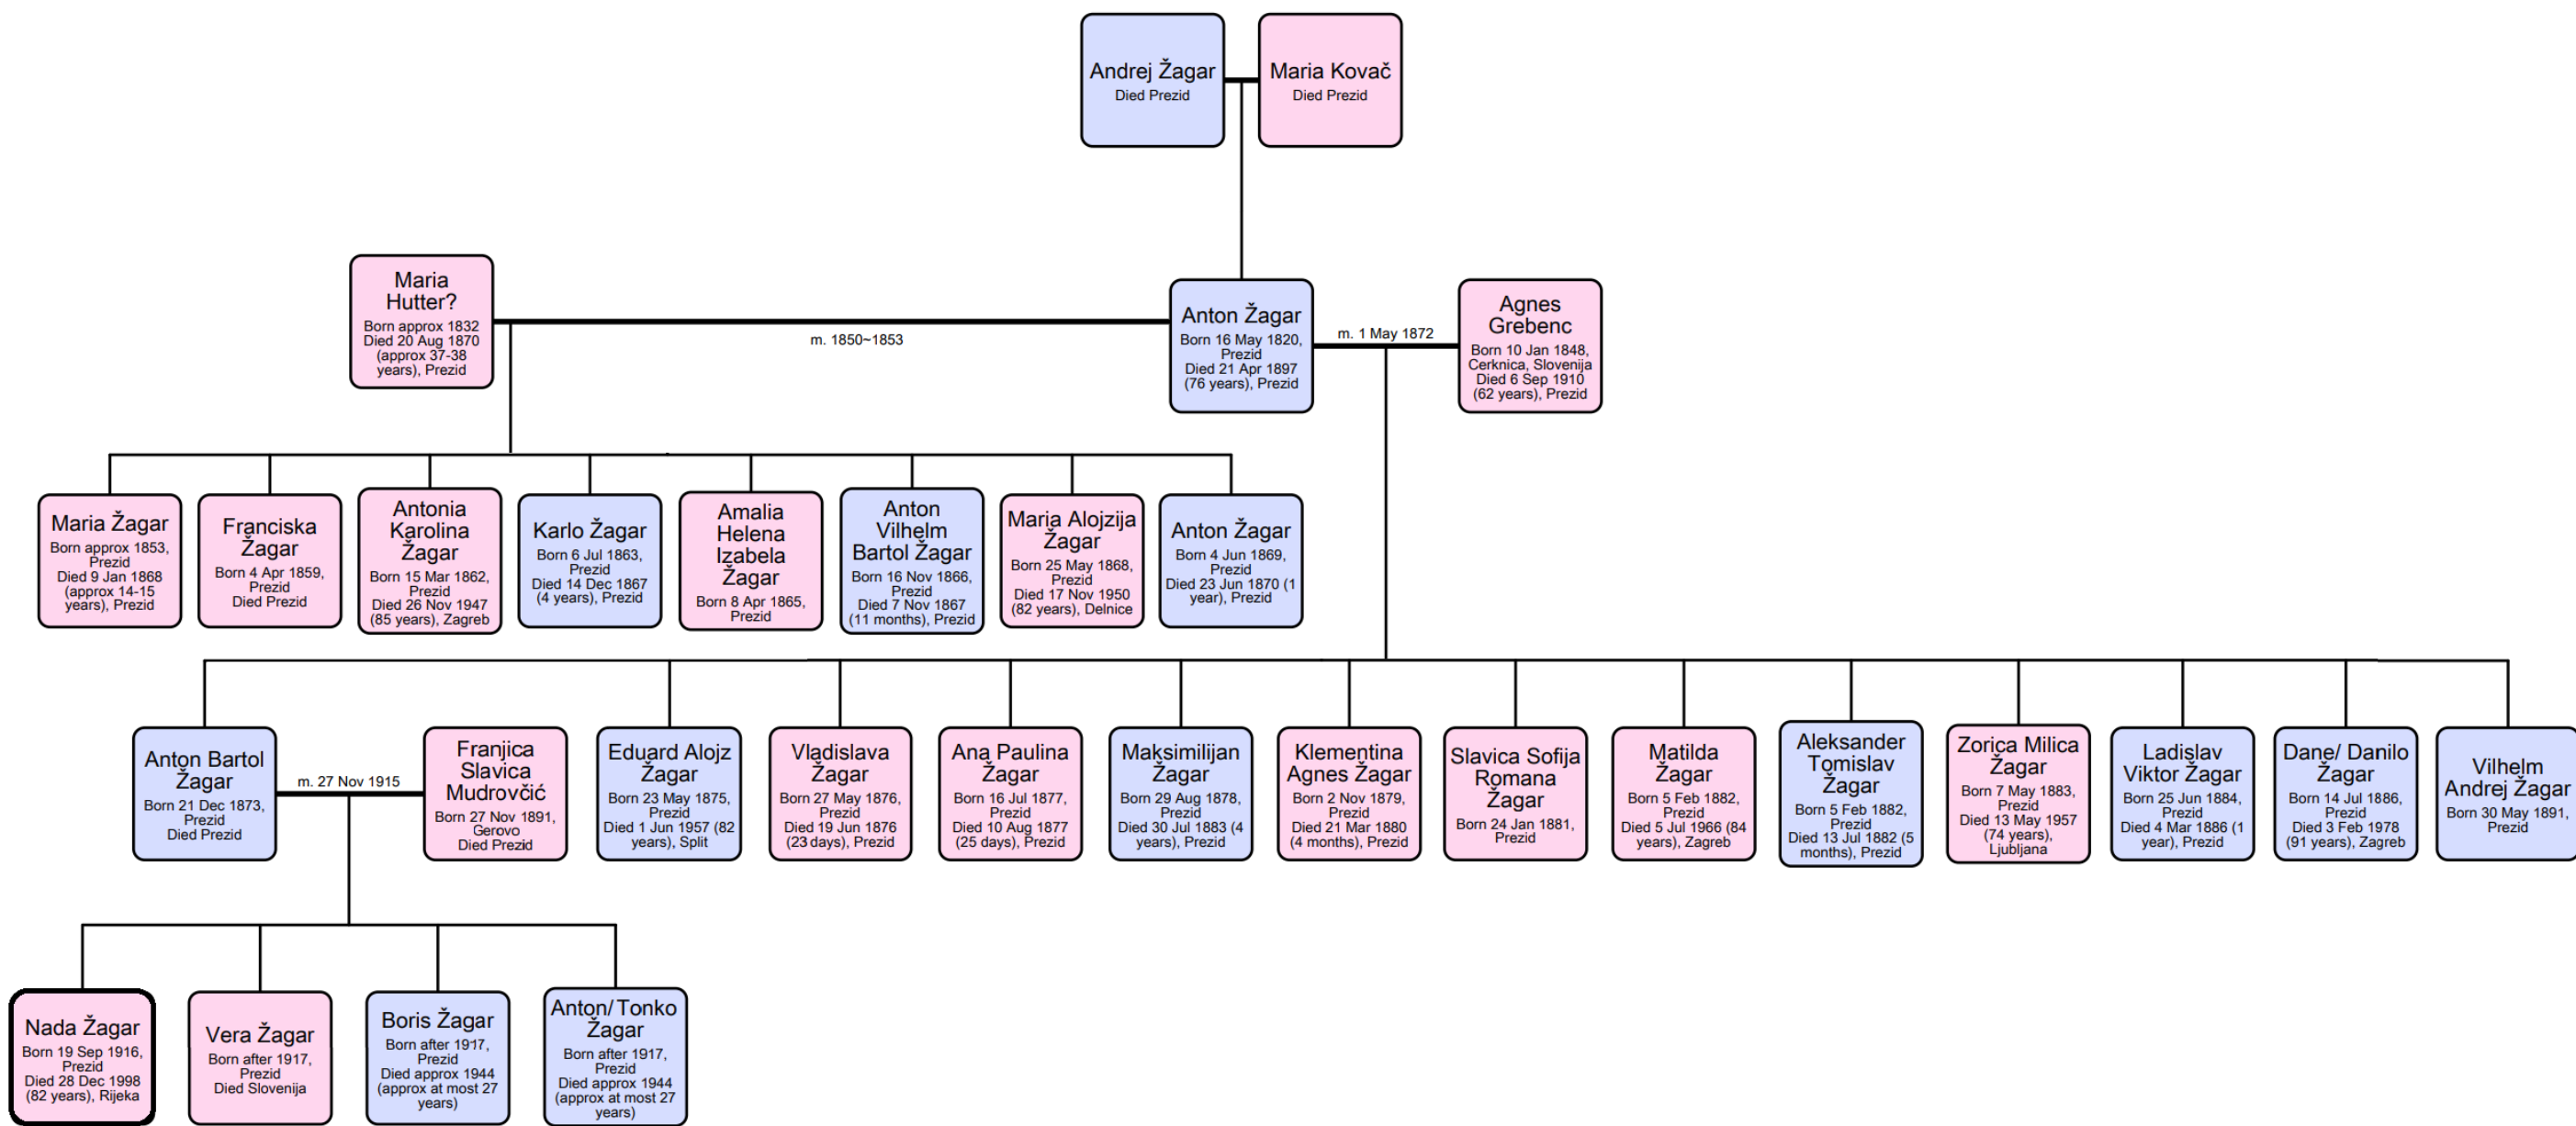 Andrej Žagar
Died Prezid
Maria Kovač
Died Prezid
Maria
Hutter?
Born approx 1832
Died 20 Aug 1870
(approx 37-38
years), Prezid
m. 1850~1853
Anton Žagar
Born 16 May 1820,
Prezid
Died 21 Apr 1897
(76 years), Prezid
m. 1 May 1872
Agnes
Grebenc
Born 10 Jan 1848,
Cerknica, Slovenija
Died 6 Sep 1910
(62 years), Prezid
Maria Žagar
Born approx 1853,
Prezid
Died 9 Jan 1868
(approx 14-15
years), Prezid
Franciska
Žagar
Born 4 Apr 1859,
Prezid
Died Prezid
Antonia
Karolina
Žagar
Born 15 Mar 1862,
Prezid
Died 26 Nov 1947
(85 years), Zagreb
Karlo Žagar
Born 6 Jul 1863,
Prezid
Died 14 Dec 1867
(4 years), Prezid
Amalia
Helena
Izabela
Žagar
Born 8 Apr 1865,
Prezid
Anton
Vilhelm
Bartol Žagar
Born 16 Nov 1866,
Prezid
Died 7 Nov 1867
(11 months), Prezid
Maria Alojzija
Žagar
Born 25 May 1868,
Prezid
Died 17 Nov 1950
(82 years), Delnice
Anton Žagar
Born 4 Jun 1869,
Prezid
Died 23 Jun 1870 (1
year), Prezid
Anton Bartol
Žagar
Born 21 Dec 1873,
Prezid
Died Prezid
m. 27 Nov 1915
Franjica
Slavica
Mudrovčić
Born 27 Nov 1891,
Gerovo
Died Prezid
Eduard Alojz
Žagar
Born 23 May 1875,
Prezid
Died 1 Jun 1957 (82
years), Split
Vladislava
Žagar
Born 27 May 1876,
Prezid
Died 19 Jun 1876
(23 days), Prezid
Ana Paulina
Žagar
Born 16 Jul 1877,
Prezid
Died 10 Aug 1877
(25 days), Prezid
Maksimilijan
Žagar
Born 29 Aug 1878,
Prezid
Died 30 Jul 1883 (4
years), Prezid
Klementina
Agnes Žagar
Born 2 Nov 1879,
Prezid
Died 21 Mar 1880
(4 months), Prezid
Slavica Sofija
Romana
Žagar
Born 24 Jan 1881,
Prezid
Matilda
Žagar
Born 5 Feb 1882,
Prezid
Died 5 Jul 1966 (84
years), Zagreb
Aleksander
Tomislav
Žagar
Born 5 Feb 1882,
Prezid
Died 13 Jul 1882 (5
months), Prezid
Zorica Milica
Žagar
Born 7 May 1883,
Prezid
Died 13 May 1957
(74 years),
Ljubljana
Ladislav
Viktor Žagar
Born 25 Jun 1884,
Prezid
Died 4 Mar 1886 (1
year), Prezid
Dane/ Danilo
Žagar
Born 14 Jul 1886,
Prezid
Died 3 Feb 1978
(91 years), Zagreb
Vilhelm
Andrej Žagar
Born 30 May 1891,
Prezid
Nada Žagar
Born 19 Sep 1916,
Prezid
Died 28 Dec 1998
(82 years), Rijeka
Vera Žagar
Born after 1917,
Prezid
Died Slovenija
Boris Žagar
Born after 1917,
Prezid
Died approx 1944
(approx at most 27
years)
Anton/ Tonko
Žagar
Born after 1917,
Prezid
Died approx 1944
(approx at most 27
years)